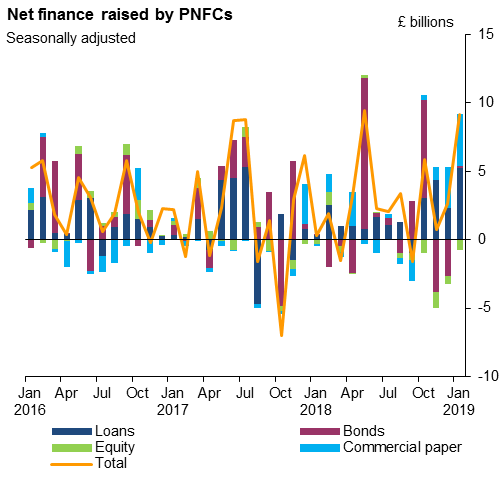 Net finance raised by PNFCs
£ billions
Seasonally adjusted
15
10
5
0
-5
-10
Jan Apr Jul Oct Jan Apr Jul Oct Jan Apr Jul Oct Jan
2016 2017 2018 2019
Loans Bonds
Equity Commercial paper
Total